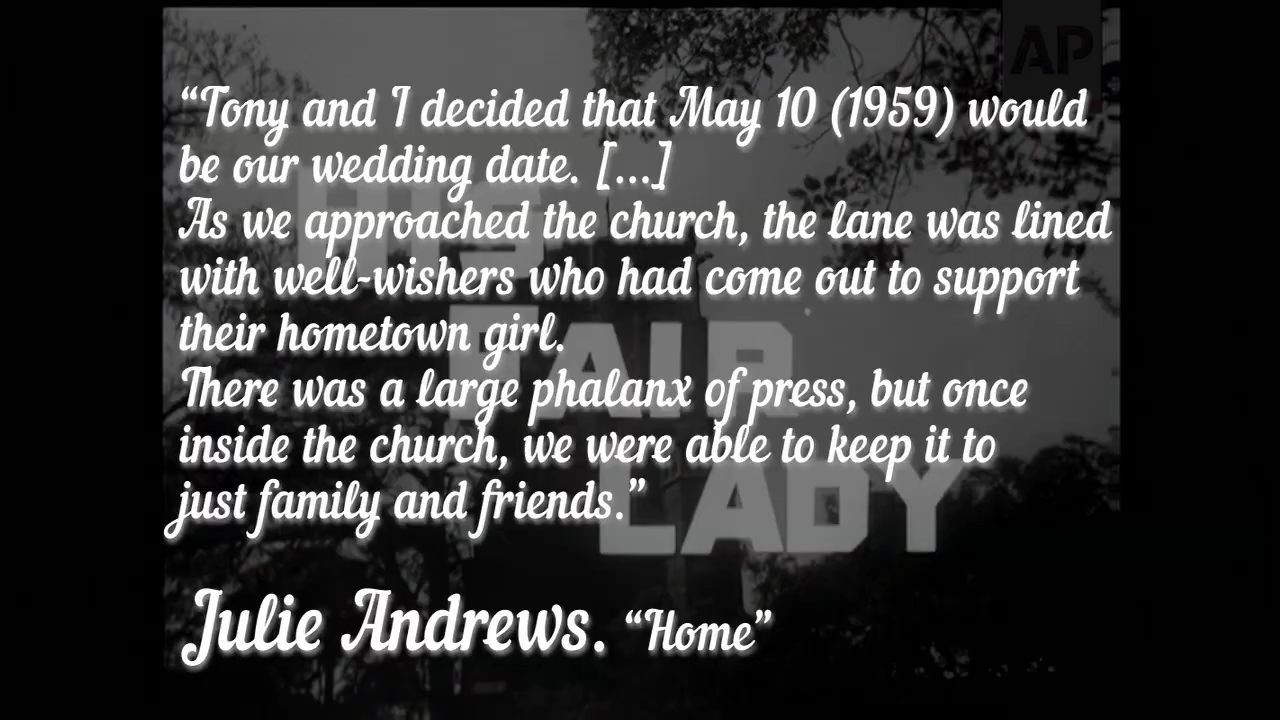 AP
“Tony and I decided that May 10 (1959) would
be our wedding date. [...]
As we approached the church, the lane was lined
with well-wishers who had come out to support
their hometown girl.
There was a large phalanx of press, but once
inside the church, we were able to keep it to
just family and friends.”
Julie Andrews. “Home”
HIS
FAIR
LADY